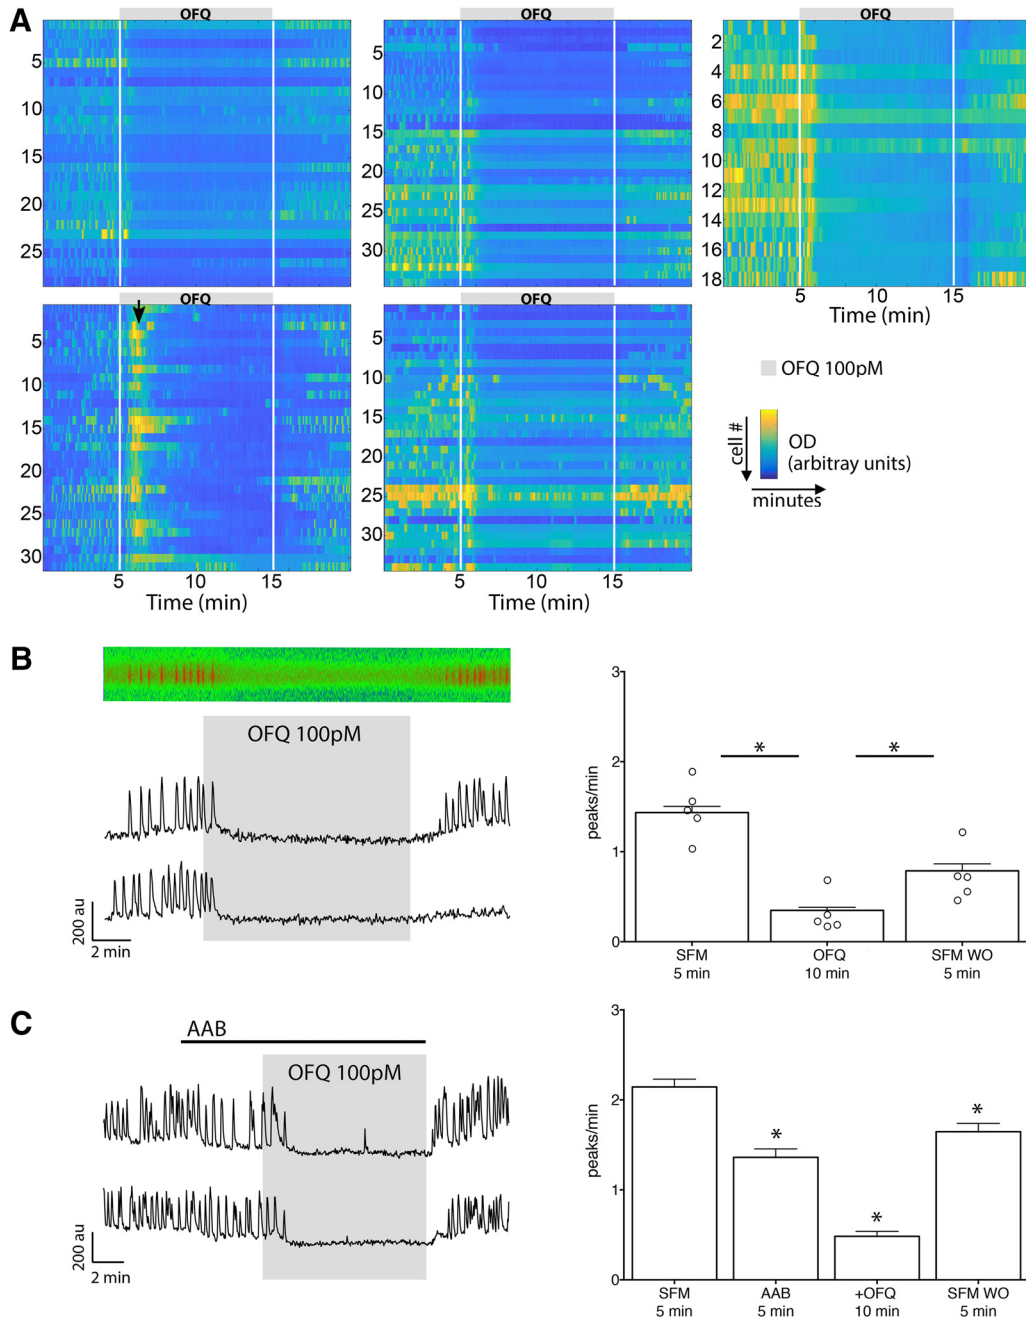 A
OFQ
OFQ
OFQ
5
10
15
20
25
5
10
15
20
25
30
2
4
6
8
10
12
14
16
18
5
10
15
Time (min)
OFQ
OFQ
5
10
15
20
25
30
5
10
15
Time (min)
5
10
15
20
25
30
5
10
15
Time (min)
OFQ 100pM
cell #
OD
(arbitray units)
minutes
B
OFQ 100pM
200 au
2 min
peaks/min
3
2
1
0
*
*
SFM
5 min
OFQ
10 min
SFM WO
5 min
C
AAB
OFQ 100pM
200 au
2 min
peaks/min
3
2
1
0
*
*
*
SFM
5 min
AAB
5 min
+OFQ
10 min
SFM WO
5 min